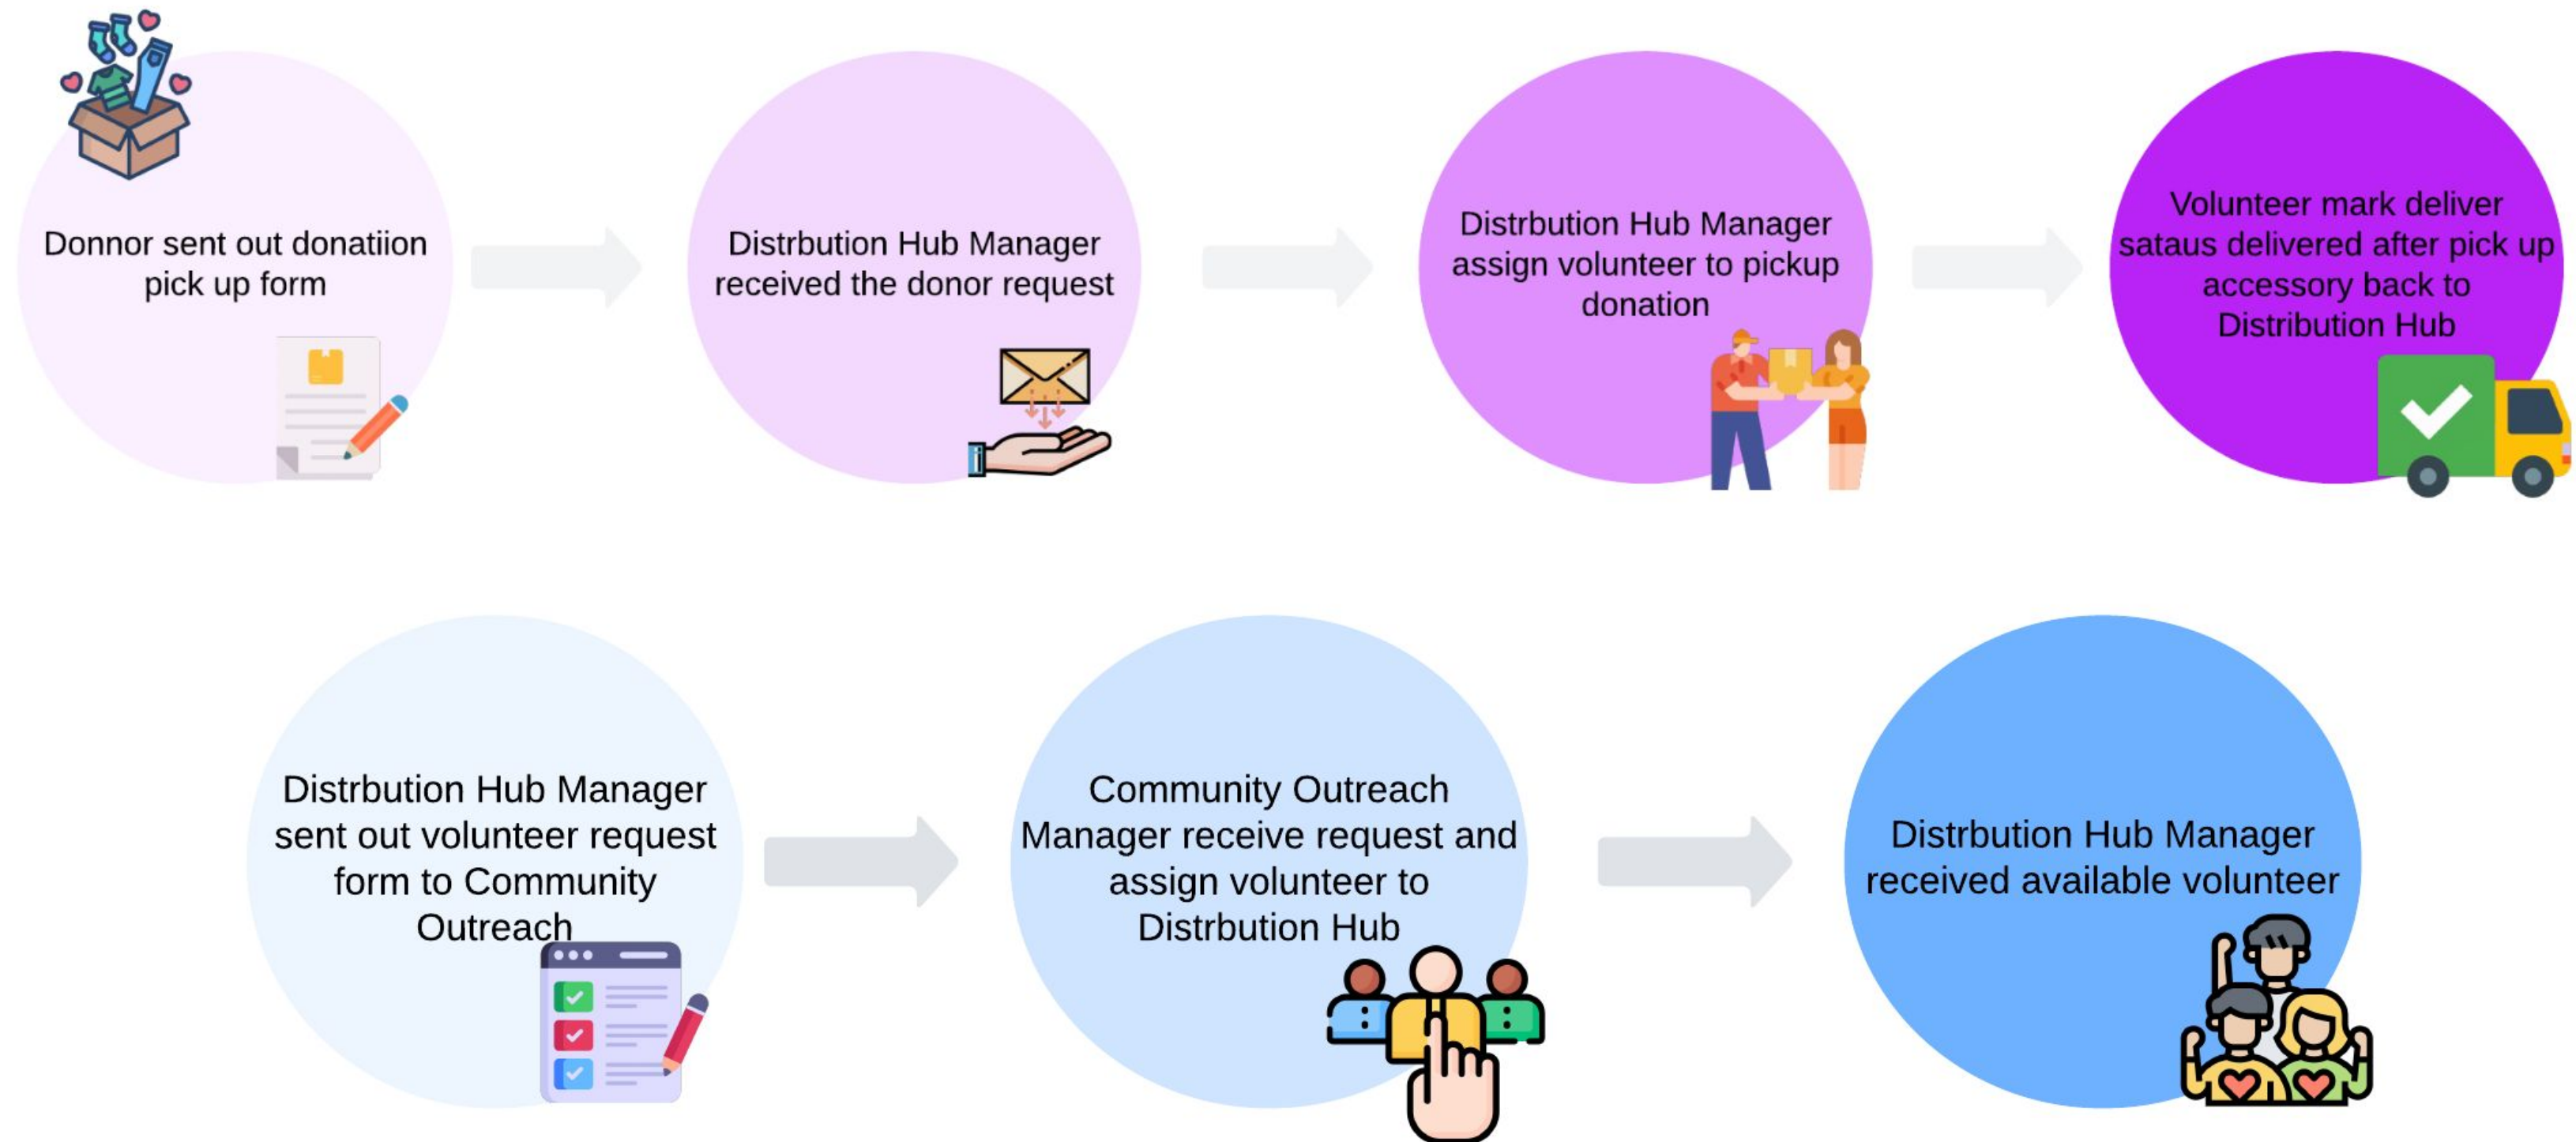 Donnor sent out donatiion
pick up form
Distrbution Hub Manager
received the donor request
Distrbution Hub Manager
assign volunteer to pickup
donation
Volunteer mark deliver
sataus delivered after pick up
accessory back to
Distribution Hub
Distrbution Hub Manager
sent out volunteer request
form to Community
Outreach
Community Outreach
Manager receive request and
assign volunteer to
Distrbution Hub
Distrbution Hub Manager
received available volunteer